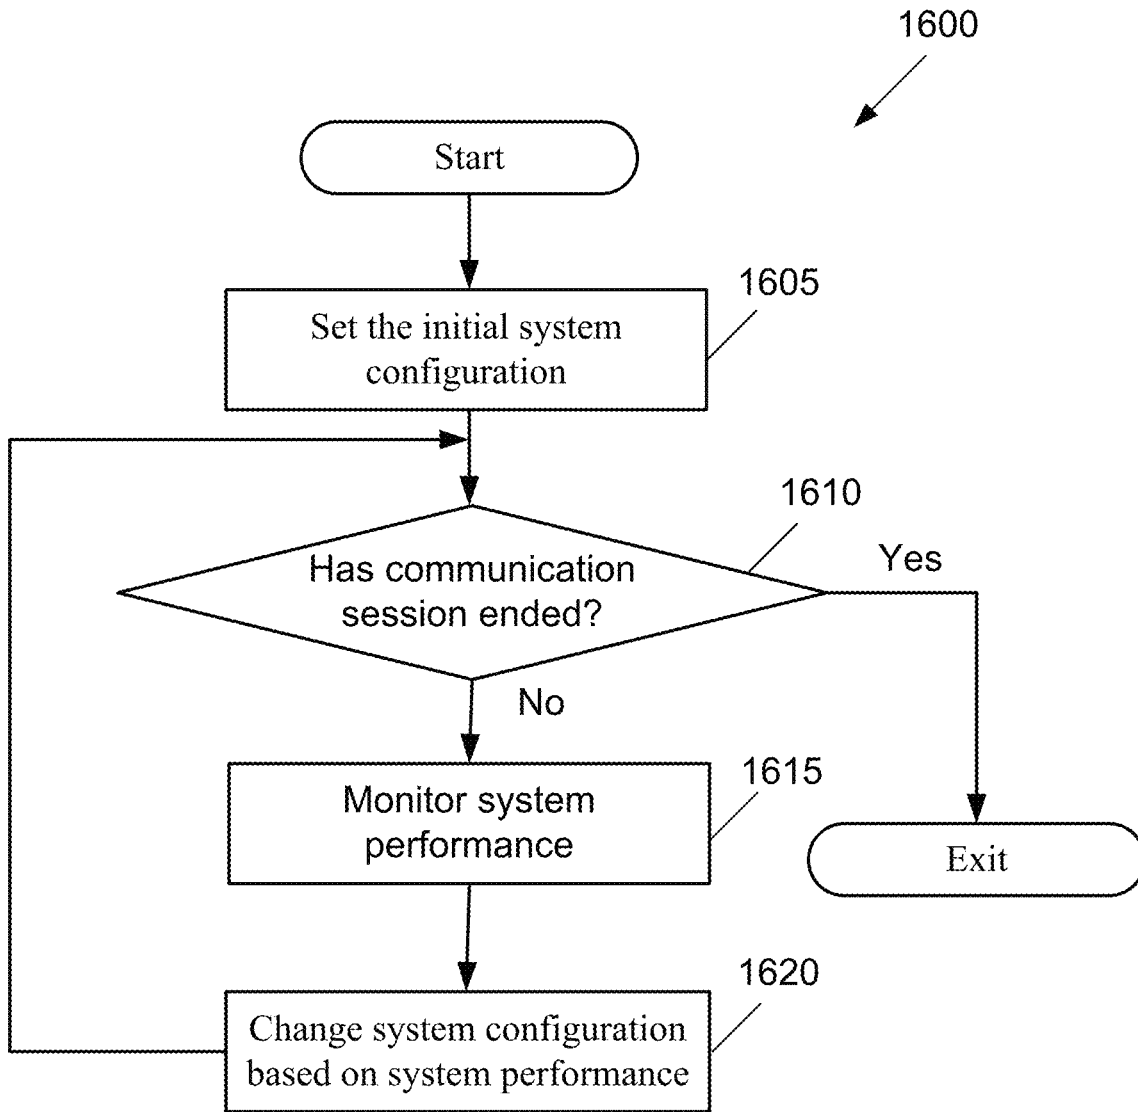 1600
Start
1605
Set the initial system
configuration
1610
Has communication
session ended?
Yes
No
1615
Monitor system
performance
Exit
1620
Change system configuration
based on system performance